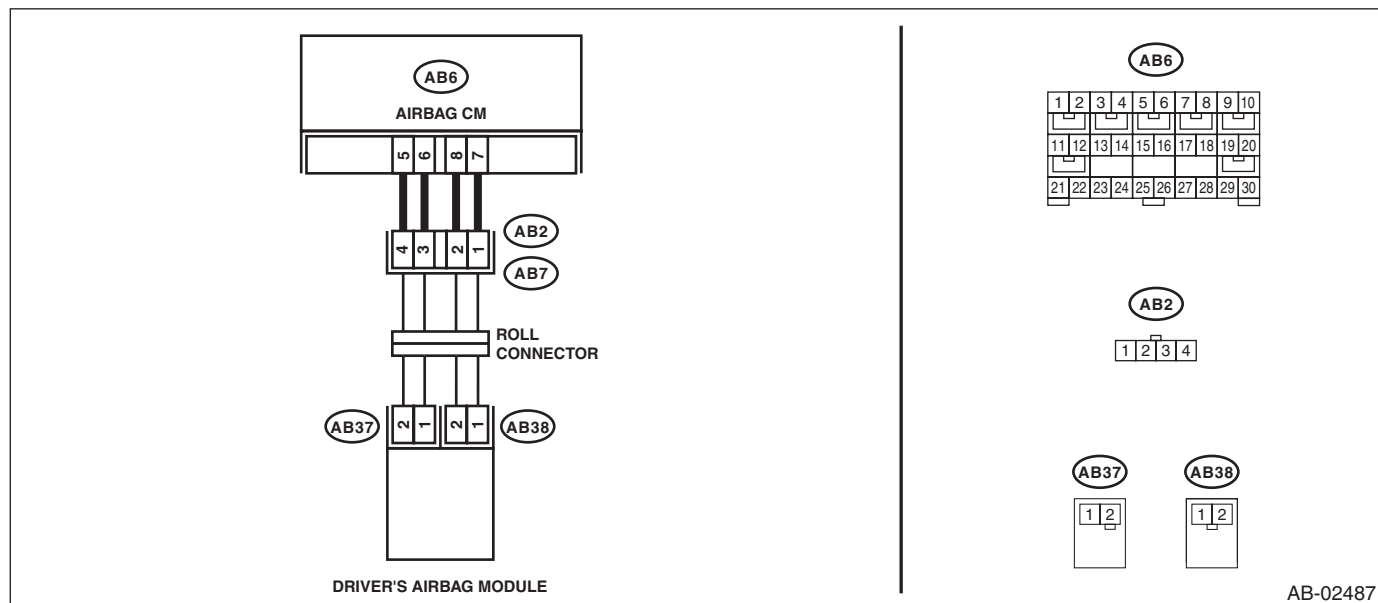 AB6
AIRBAG CM
5 6 8 7
4 3 2 1
AB2
AB7
ROLL
CONNECTOR
AB37
2 1 2 1
AB38
DRIVER'S AIRBAG MODULE
AB6
1 2 3 4 5 6 7 8 9 10
11 12 13 14 15 16 17 18 19 20
21 22 23 24 25 26 27 28 29 30
AB2
1 2 3 4
AB37
1 2
AB38
1 2
AB-02487